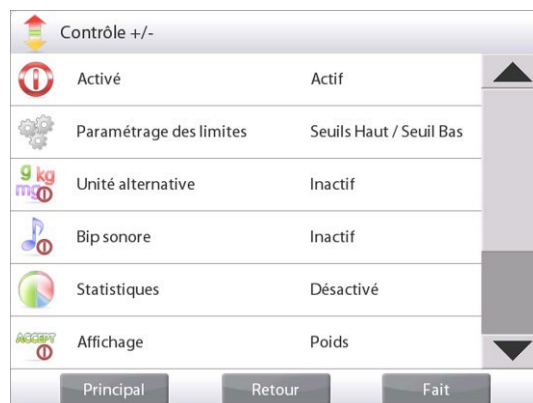 Contrôle +/-
Activé Actif
Paramétrage des limites Seuils Haut / Seuil Bas
g kg mg Unité alternative Inactif
Bip sonore Inactif
Statistiques Désactivé
ACCEPT Affichage Poids
Principal Retour Fait